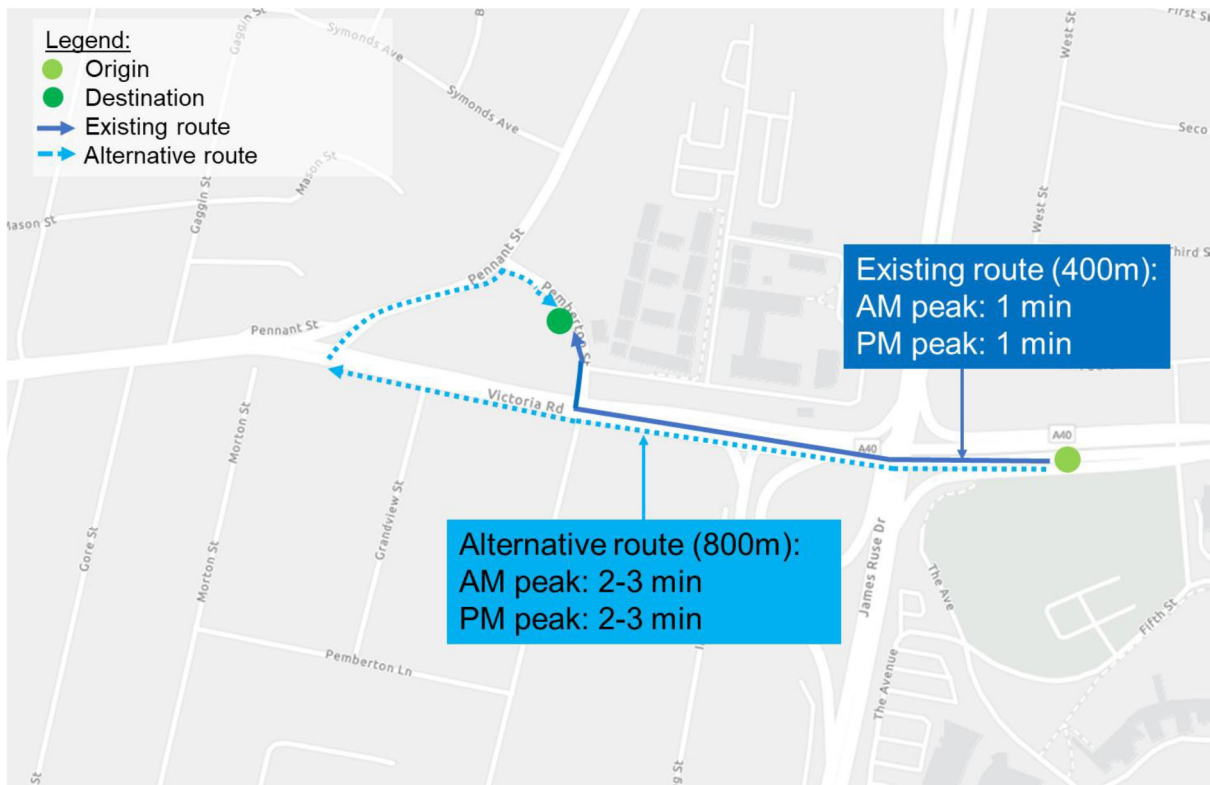 Legend:
Origin
Destination
Existing route
Alternative route
Gaggin St
Symonds Ave
Symonds Ave
Mason St
Mason St
Gaggin St
First St
West St
West St
Third S
Pennant St
Pemberton St
Pennant St
Existing route (400m):
AM peak: 1 min
PM peak: 1 min
Victoria Rd
A40
A40
Morton St
Grandview St
Gore St
Morton St
Alternative route (800m):
AM peak: 2-3 min
PM peak: 2-3 min
James Ruse Dr
The Ave
Fifth St
Pemberton Ln
The Avenue
St
g St